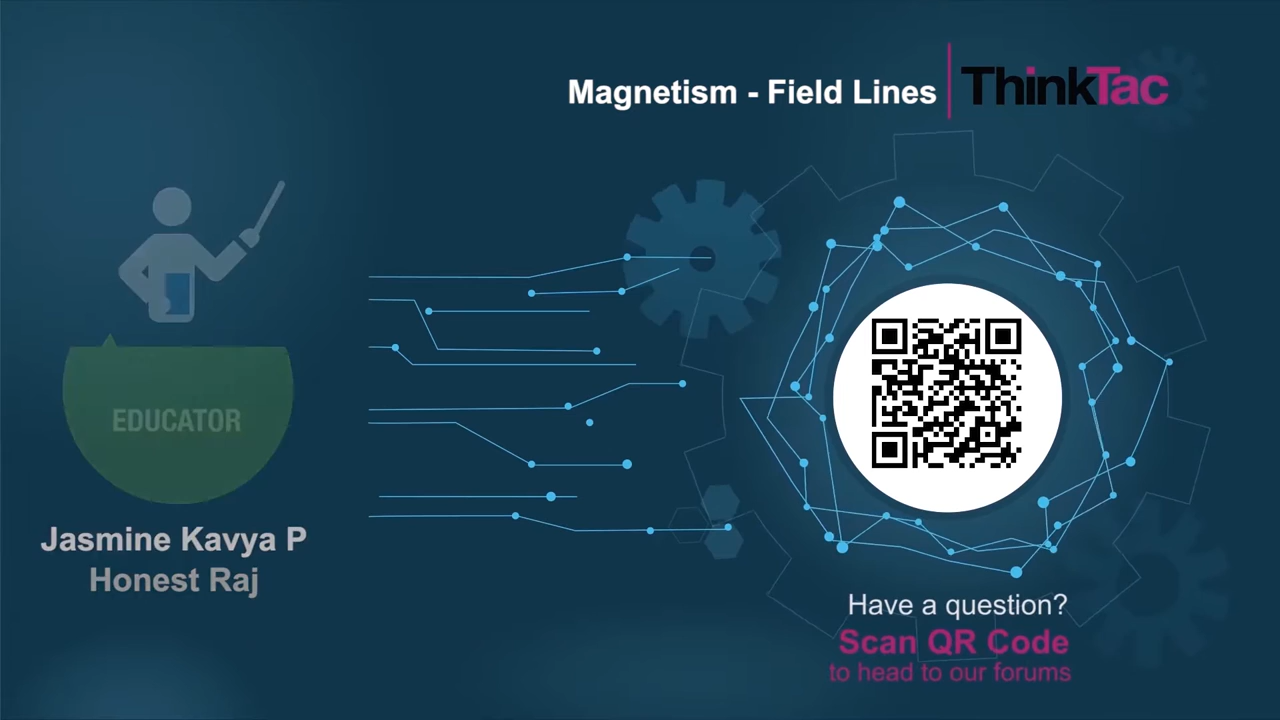 Magnetism - Field Lines
ThinkTac
EDUCATOR
Jasmine Kavya P
Honest Raj
Have a question?
Scan QR Code
to head to our forums